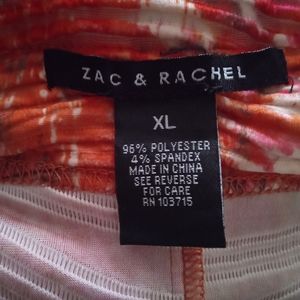 ZAC & RACHEL
XL
96% POLYESTER
4% SPANDEX
MADE IN CHINA
SEE REVERSE
FOR CARE
RN 103715